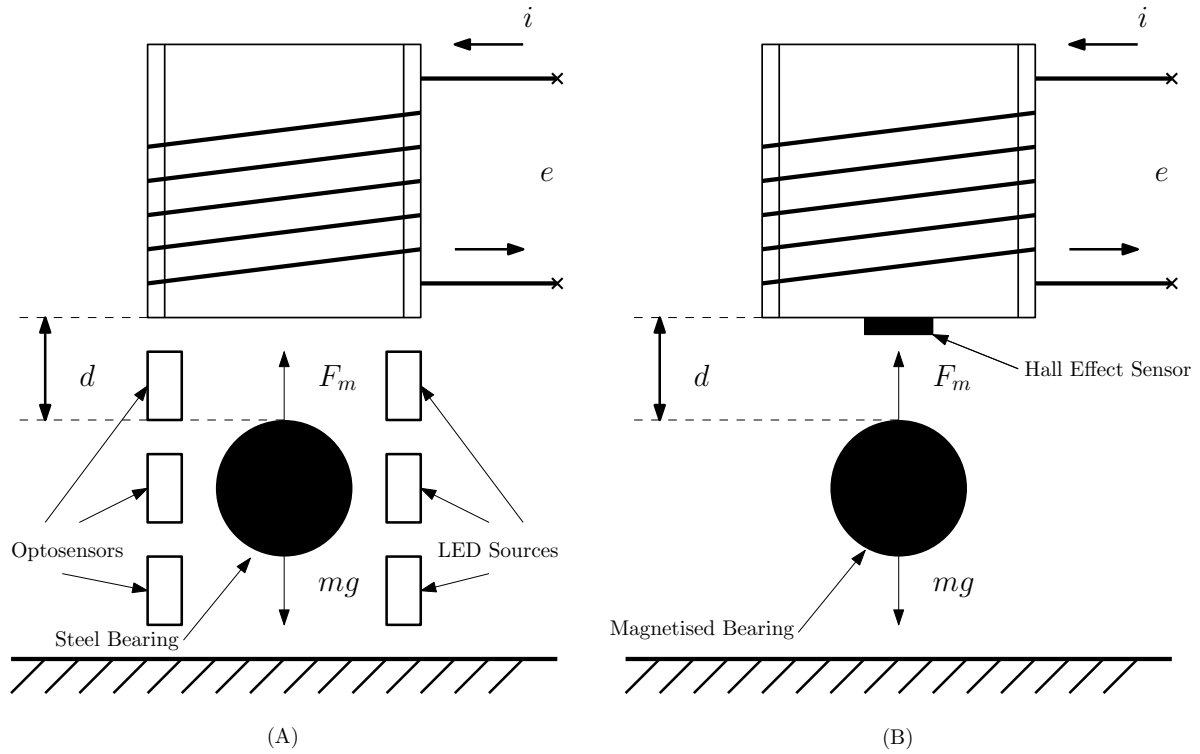 i
e
d
F_m
Optosensors
LED Sources
mg
Steel Bearing
(A)
i
e
Hall Effect Sensor
d
F_m
mg
Magnetised Bearing
(B)